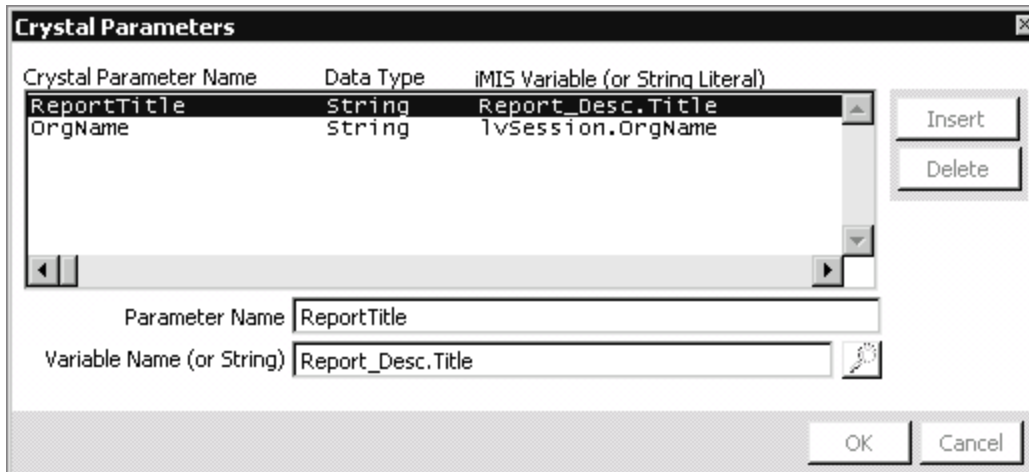 Crystal Parameters
Crystal Parameter Name Data Type iMIS Variable (or String Literal)
ReportTitle String Report_Desc.Title
OrgName String lvSession.OrgName
Insert
Delete
Parameter Name ReportTitle
Variable Name (or String) Report_Desc.Title
OK Cancel